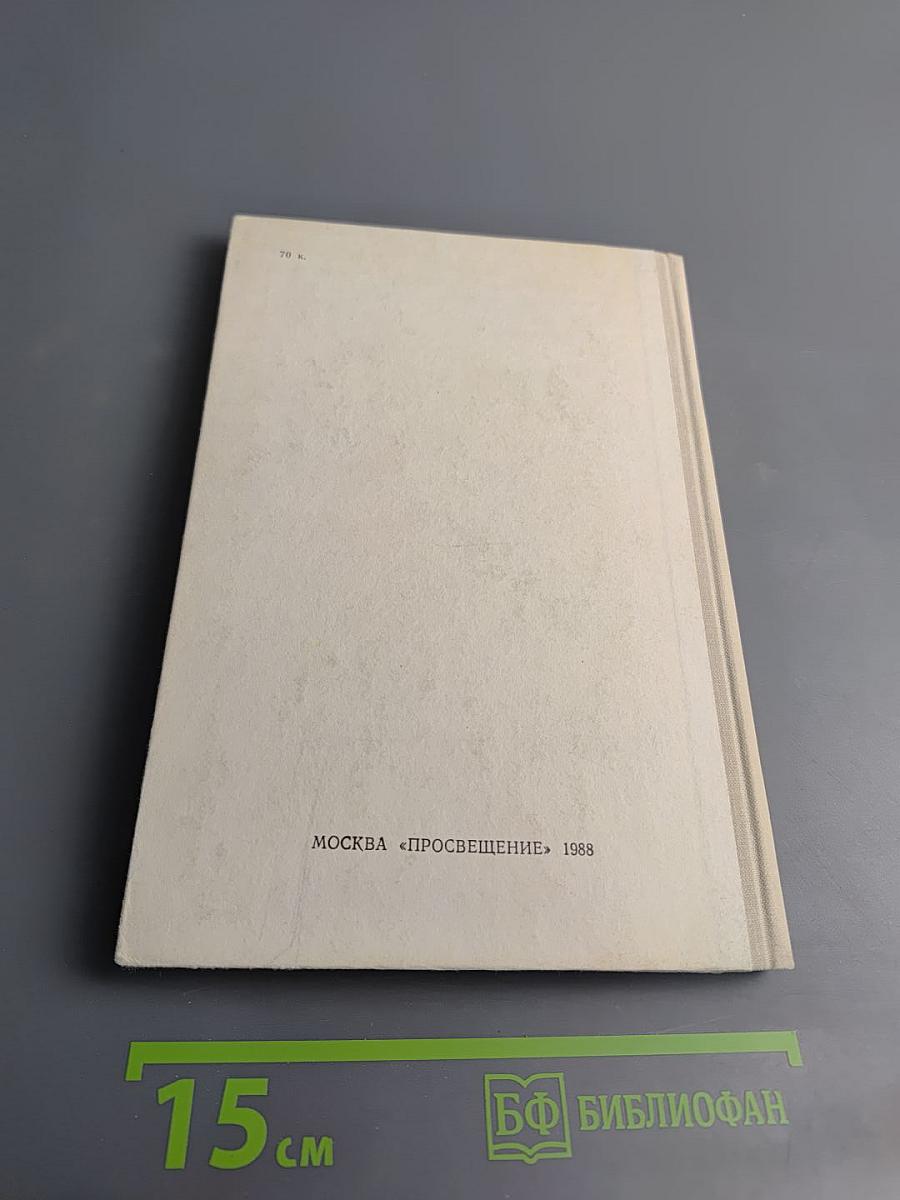 70 к.
МОСКВА «ПРОСВЕЩЕНИЕ» 1988
15 см
БФ БИБЛИОФАН